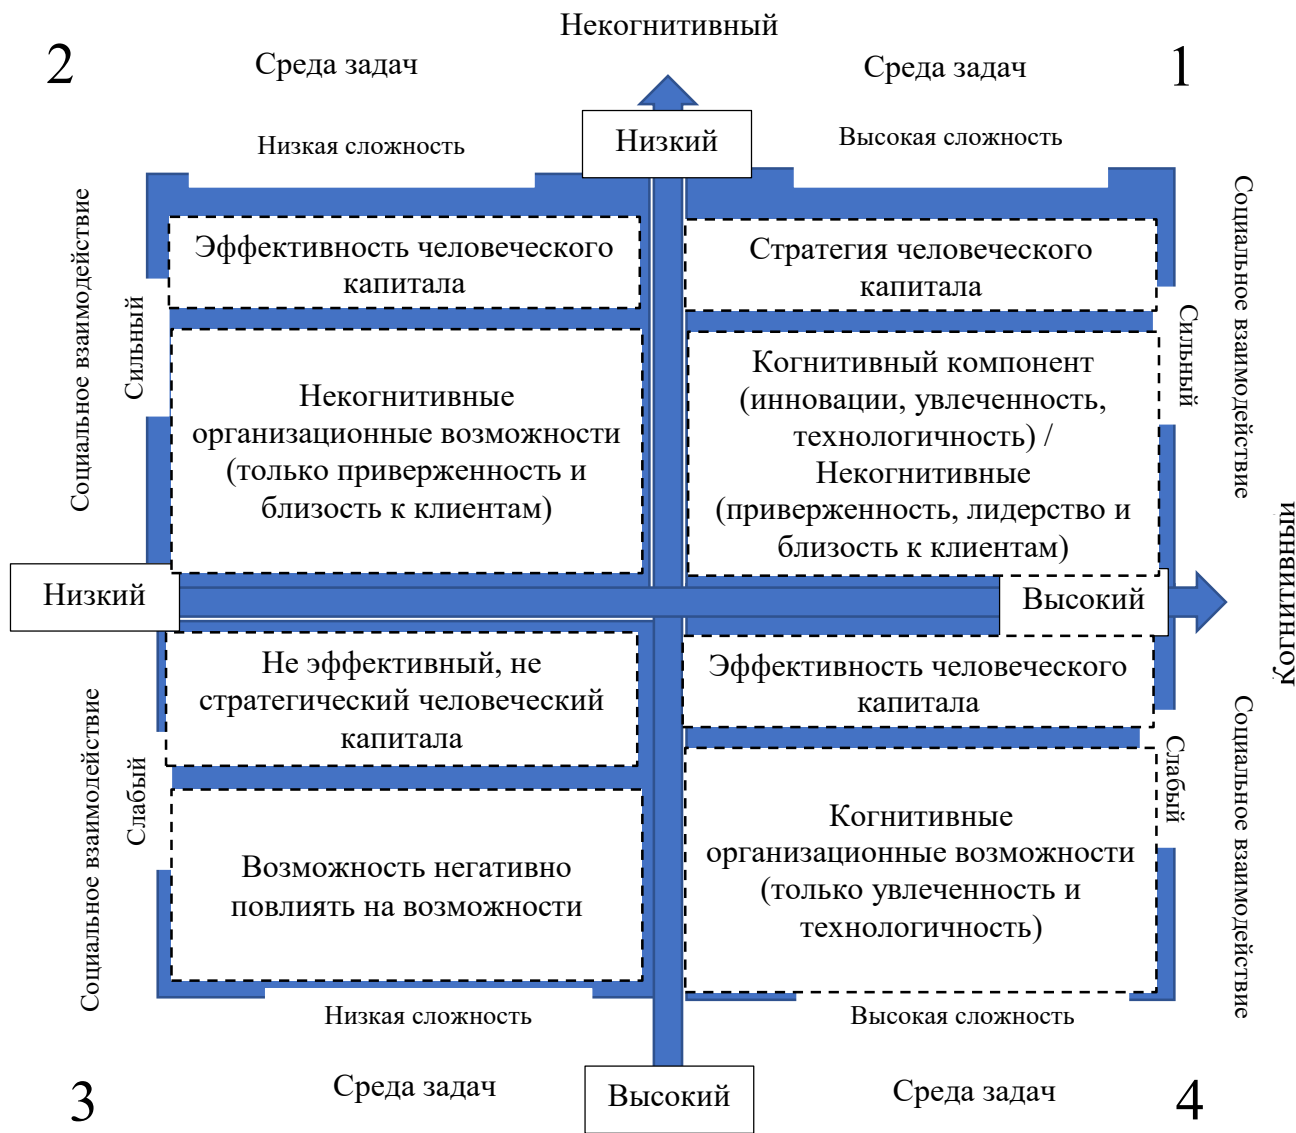 Некогнитивный
2
Среда задач
Среда задач
1
Низкий
Низкая сложность
Высокая сложность
Социальное взаимодействие
Сильный
Эффективность человеческого
капитала
Некогнитивные
организационные возможности
(только приверженность и
близость к клиентам)
Стратегия человеческого
капитала
Когнитивный компонент
(инновации, увлеченность,
технологичность) /
Некогнитивные
(приверженность, лидерство и
близость к клиентам)
Сильный
Социальное взаимодействие
Низкий
Высокий
Когнитивный
Социальное взаимодействие
Слабый
Не эффективный, не
стратегический человеческий
капитала
Возможность негативно
повлиять на возможности
Эффективность человеческого
капитала
Когнитивные
организационные возможности
(только увлеченность и
технологичность)
Слабый
Социальное взаимодействие
Низкая сложность
Высокая сложность
3
Среда задач
Высокий
Среда задач
4